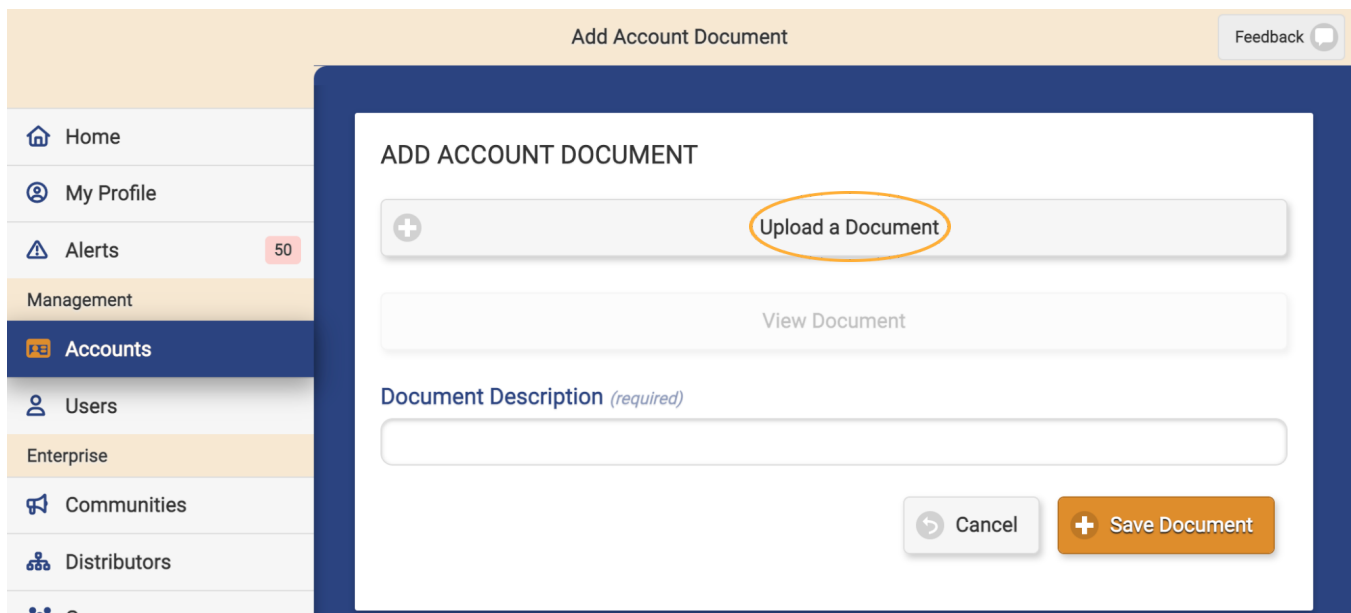 Add Account Document
Feedback
Home
My Profile
Alerts
50
Management
Accounts
Users
Enterprise
Communities
Distributors
ADD ACCOUNT DOCUMENT
Upload a Document
View Document
Document Description (required)
Cancel
Save Document